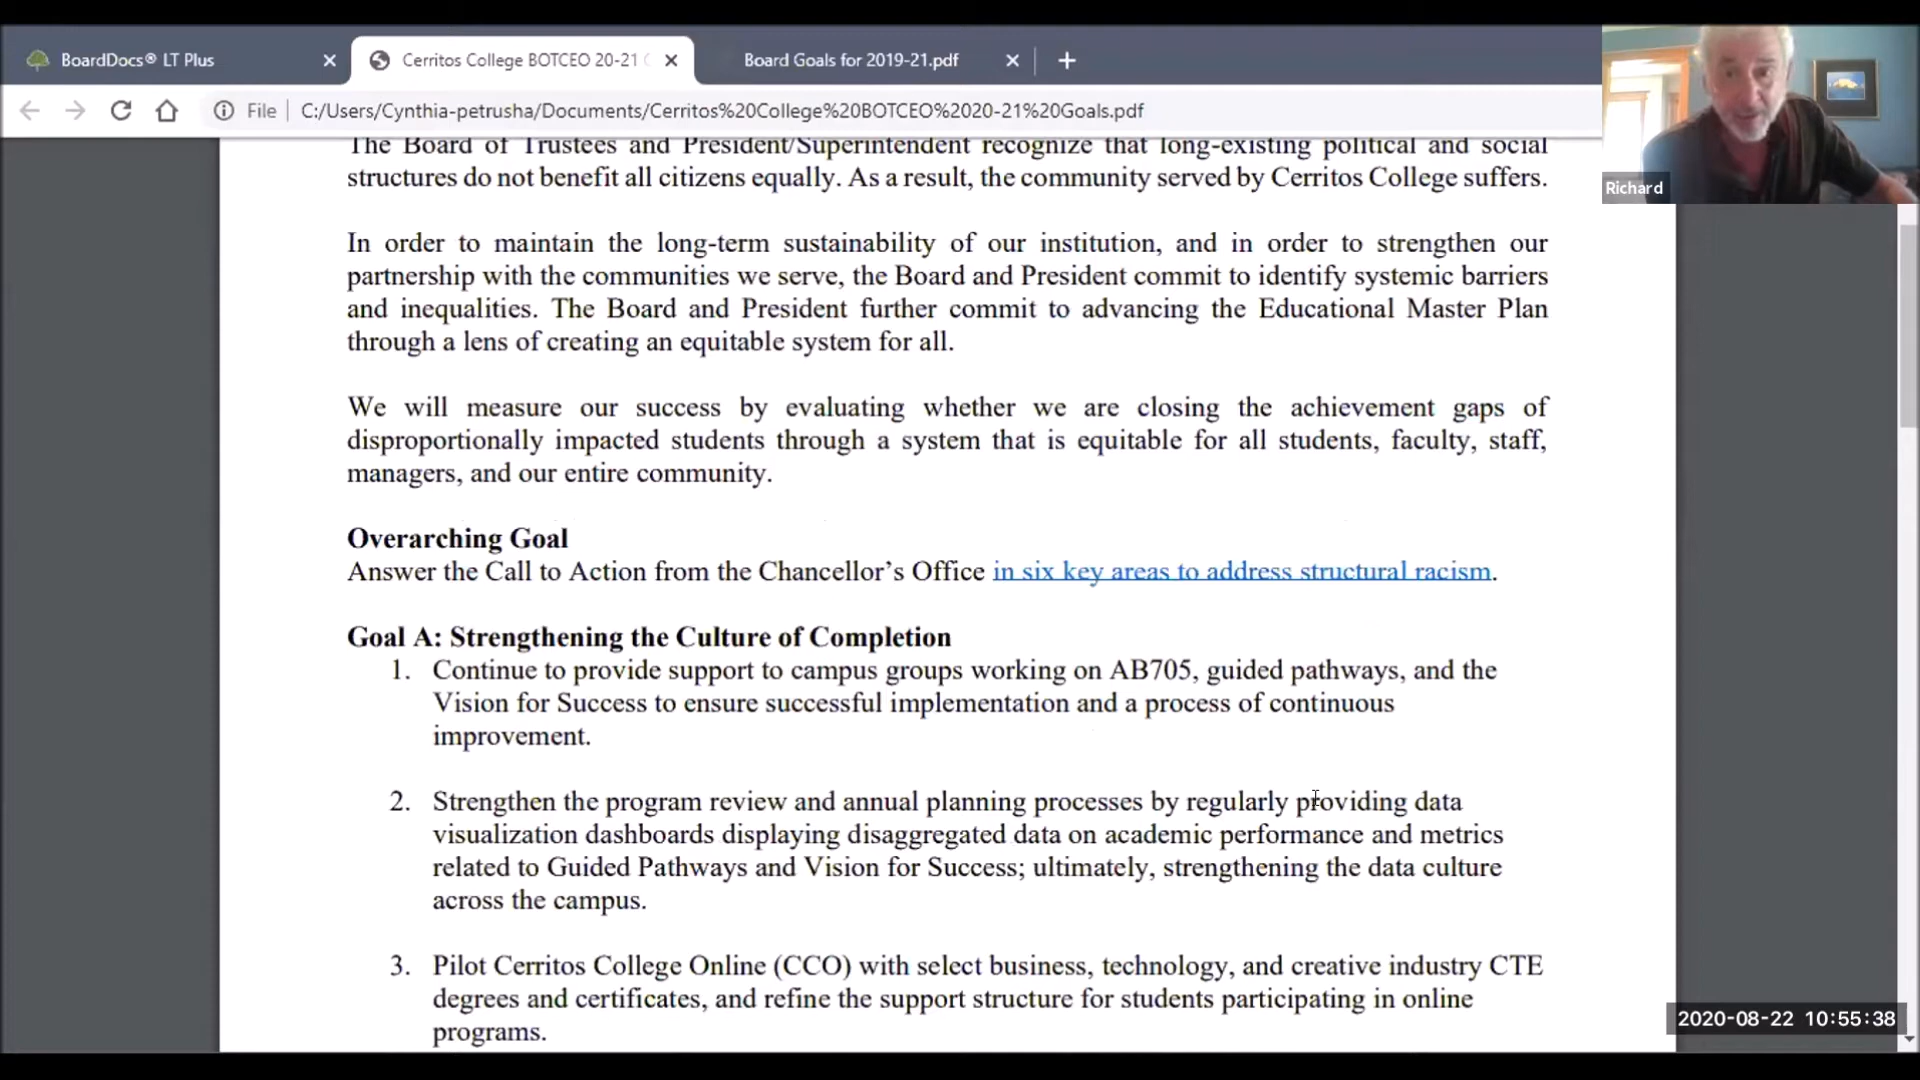 BoardDocs® LT Plus
Cerritos College BOTCEO 20-21
Board Goals for 2019-21.pdf
File
C:/Users/Cynthia-petrusha/Documents/Cerritos%20College%20BOTCEO%2020-21%20Goals.pdf
Richard
The Board of Trustees and President/Superintendent recognize that long-existing political and social
structures do not benefit all citizens equally. As a result, the community served by Cerritos College suffers.
In order to maintain the long-term sustainability of our institution, and in order to strengthen our
partnership with the communities we serve, the Board and President commit to identify systemic barriers
and inequalities. The Board and President further commit to advancing the Educational Master Plan
through a lens of creating an equitable system for all.
We will measure our success by evaluating whether we are closing the achievement gaps of
disproportionally impacted students through a system that is equitable for all students, faculty, staff,
managers, and our entire community.
Overarching Goal
Answer the Call to Action from the Chancellor’s Office in six key areas to address structural racism.
Goal A: Strengthening the Culture of Completion
1. Continue to provide support to campus groups working on AB705, guided pathways, and the
Vision for Success to ensure successful implementation and a process of continuous
improvement.
2. Strengthen the program review and annual planning processes by regularly providing data
visualization dashboards displaying disaggregated data on academic performance and metrics
related to Guided Pathways and Vision for Success; ultimately, strengthening the data culture
across the campus.
3. Pilot Cerritos College Online (CCO) with select business, technology, and creative industry CTE
degrees and certificates, and refine the support structure for students participating in online
programs.
2020-08-22 10:55:38